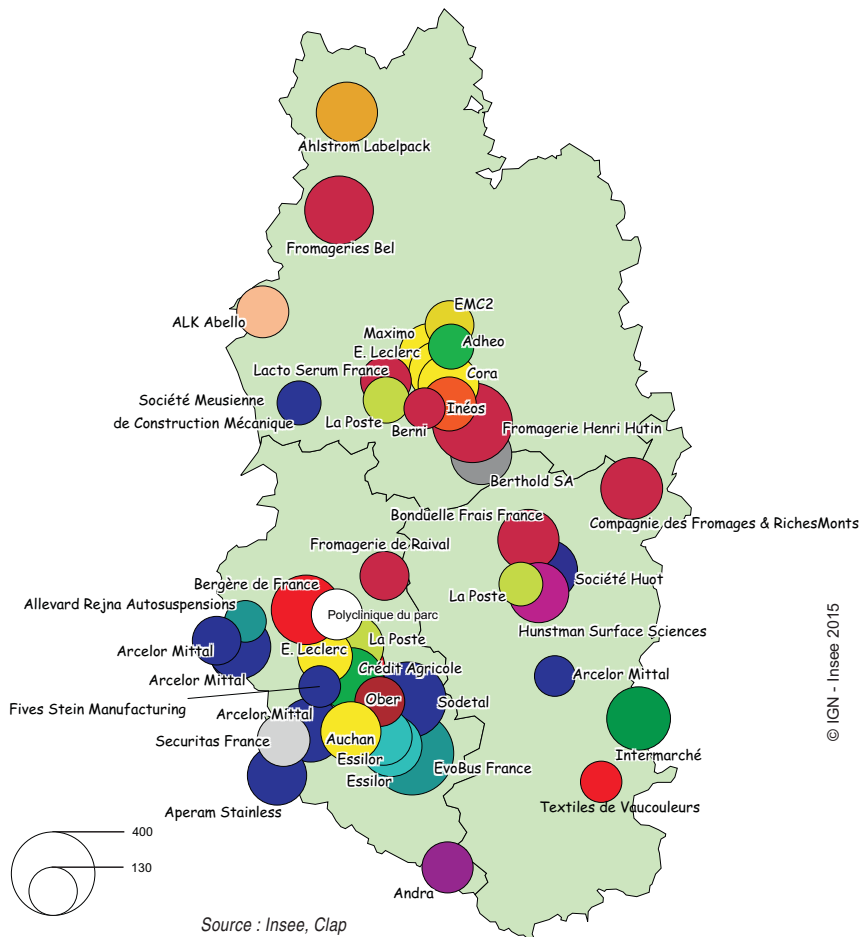 Ahlstrom Labelpack
Fromageries Bel
EMC2
ALK Abello
Maximo
Adheo
E. Leclerc
Lacto Serum France
Cora
Société Meusienne
de Construction Mécanique
La Poste
Inéos
Berni
Fromagerie Henri Hutin
Berthold SA
Bonduelle Frais France
Compagnie des Fromages & RichesMonts
Fromagerie de Raival
Bergère de France
Société Huot
La Poste
Allevard Rejna Autosuspensions
Polyclinique du parc
Hunstman Surface Sciences
La Poste
Arcelor Mittal
E. Leclerc
Crédit Agricole
Arcelor Mittal
Arcelor Mittal
Ober
Sodetal
Fives Stein Manufacturing
Arcelor Mittal
Securitas France
Auchan
Intermarché
Essilor
EvoBus France
Essilor
Textiles de Vaucouleurs
Aperam Stainless
400
130
Andra
Source : Insee, Clap
© IGN - Insee 2015